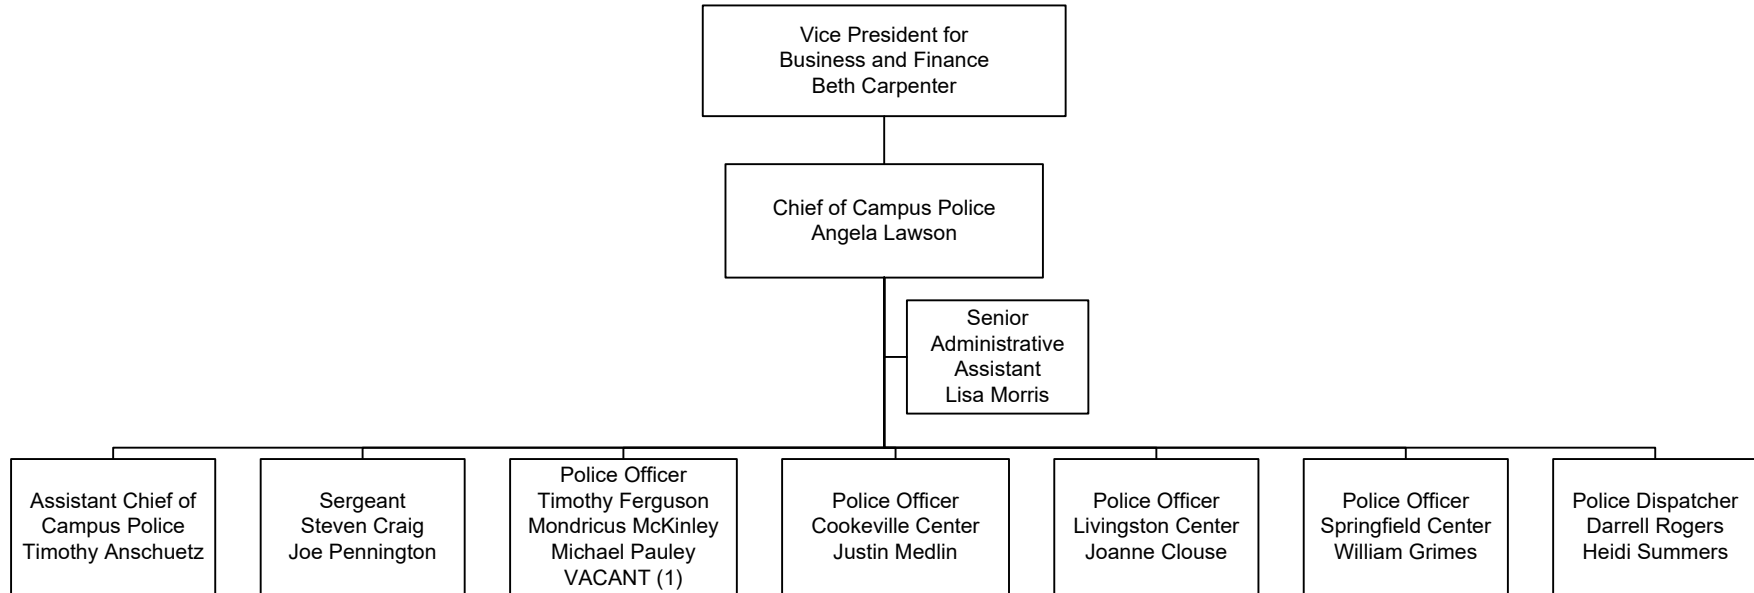 Vice President for
Business and Finance
Beth Carpenter
Chief of Campus Police
Angela Lawson
Senior
Administrative
Assistant
Lisa Morris
Assistant Chief of
Campus Police
Timothy Anschuetz
Sergeant
Steven Craig
Joe Pennington
Police Officer
Timothy Ferguson
Mondricus McKinley
Michael Pauley
VACANT (1)
Police Officer
Cookeville Center
Justin Medlin
Police Officer
Livingston Center
Joanne Clouse
Police Officer
Springfield Center
William Grimes
Police Dispatcher
Darrell Rogers
Heidi Summers